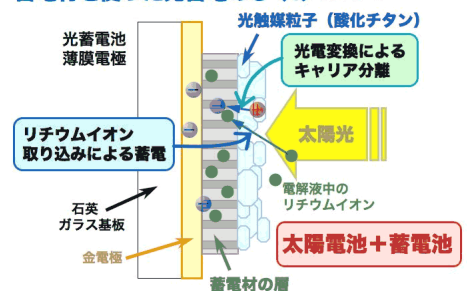 光触媒粒子（酸化チタン）
光蓄電池
薄膜電極
光電変換による
キャリア分離
リチウムイオン
取り込みによる蓄電
太陽光
電解液中の
リチウムイオン
石英
ガラス基板
太陽電池＋蓄電池
金電極
蓄電材の層